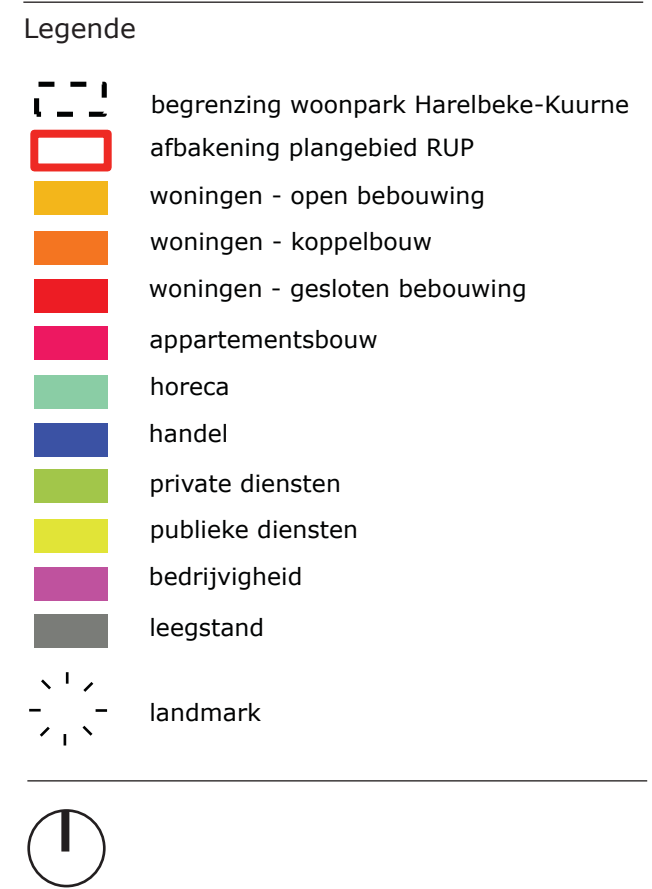 Legende
begrenzing woonpark Harelbeke-Kuurne
afbakening plangebied RUP
woningen - open bebouwing
woningen - koppelbouw
woningen - gesloten bebouwing
appartementsbouw
horeca
handel
private diensten
publieke diensten
bedrijvigheid
leegstand
landmark